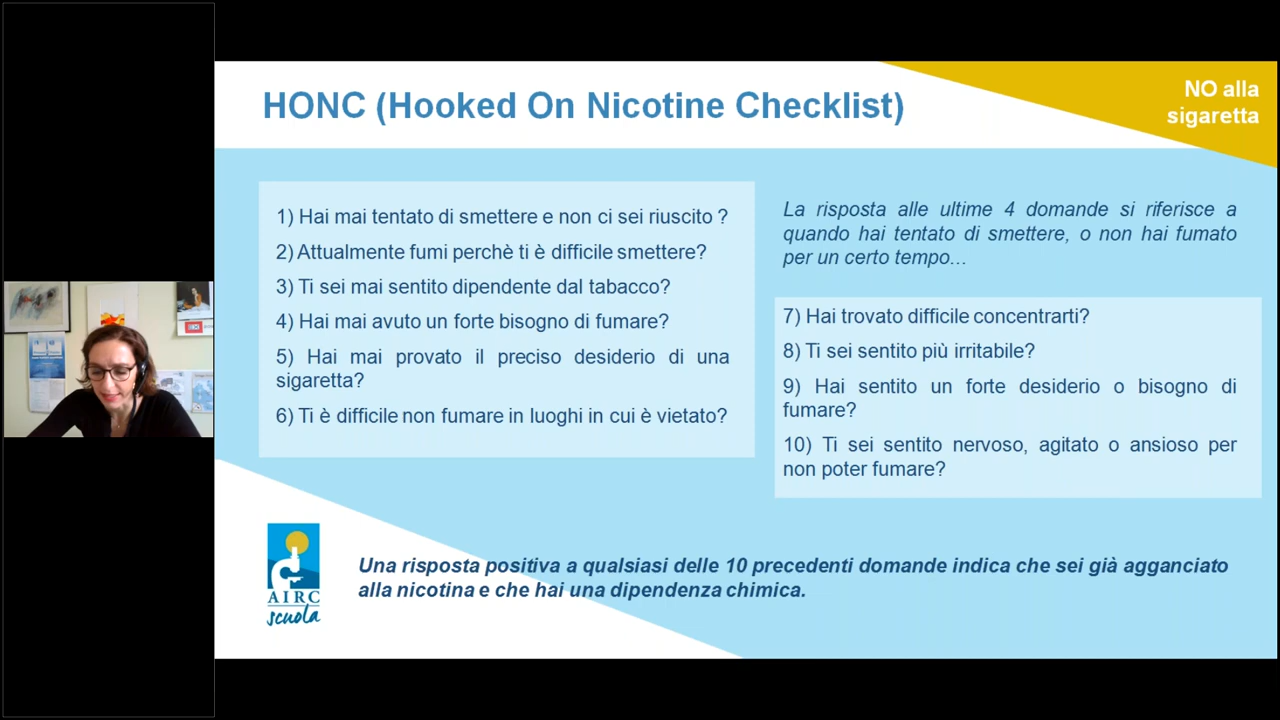 HONC (Hooked On Nicotine Checklist)
NO alla
sigaretta
1) Hai mai tentato di smettere e non ci sei riuscito ?
2) Attualmente fumi perchè ti è difficile smettere?
3) Ti sei mai sentito dipendente dal tabacco?
4) Hai mai avuto un forte bisogno di fumare?
5) Hai mai provato il preciso desiderio di una
sigaretta?
6) Ti è difficile non fumare in luoghi in cui è vietato?
La risposta alle ultime 4 domande si riferisce a
quando hai tentato di smettere, o non hai fumato
per un certo tempo...
7) Hai trovato difficile concentrarti?
8) Ti sei sentito più irritabile?
9) Hai sentito un forte desiderio o bisogno di
fumare?
10) Ti sei sentito nervoso, agitato o ansioso per
non poter fumare?
AIRC
scuola
Una risposta positiva a qualsiasi delle 10 precedenti domande indica che sei già agganciato
alla nicotina e che hai una dipendenza chimica.